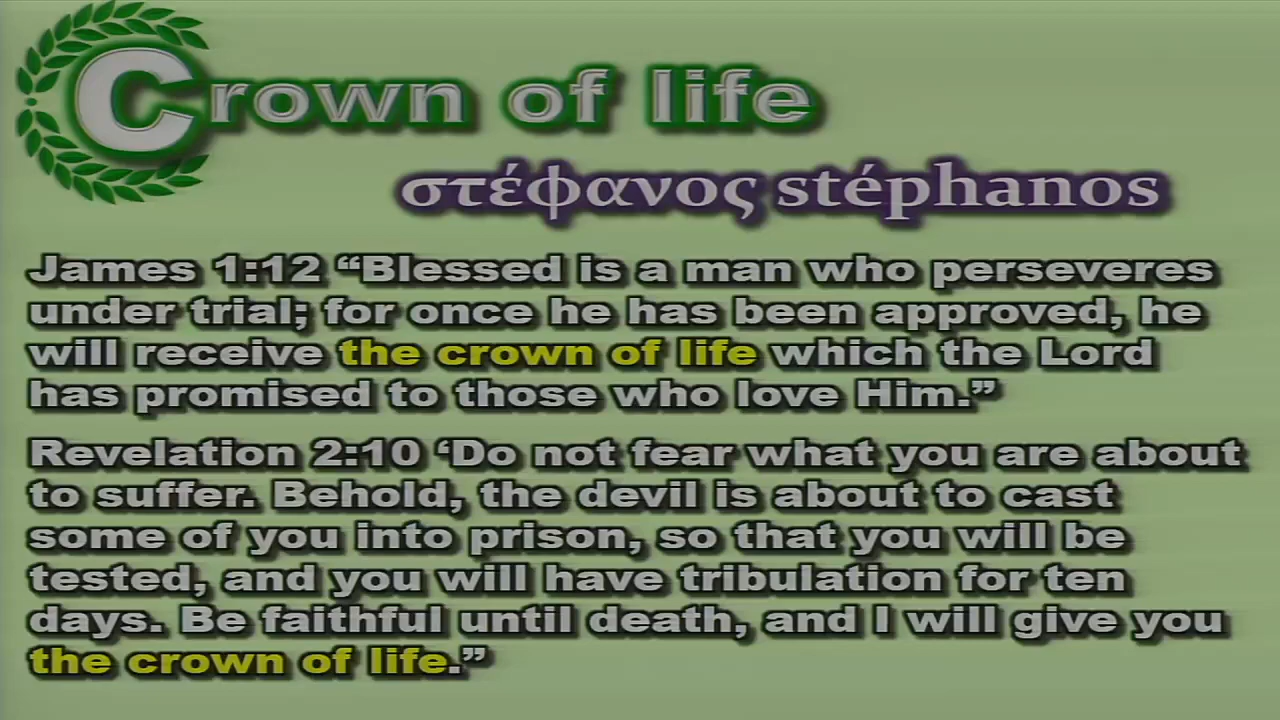 Crown of life
στέφανος stéphanos
James 1:12 “Blessed is a man who perseveres
under trial; for once he has been approved, he
will receive the crown of life which the Lord
has promised to those who love Him.”
Revelation 2:10 ‘Do not fear what you are about
to suffer. Behold, the devil is about to cast
some of you into prison, so that you will be
tested, and you will have tribulation for ten
days. Be faithful until death, and I will give you
the crown of life.”